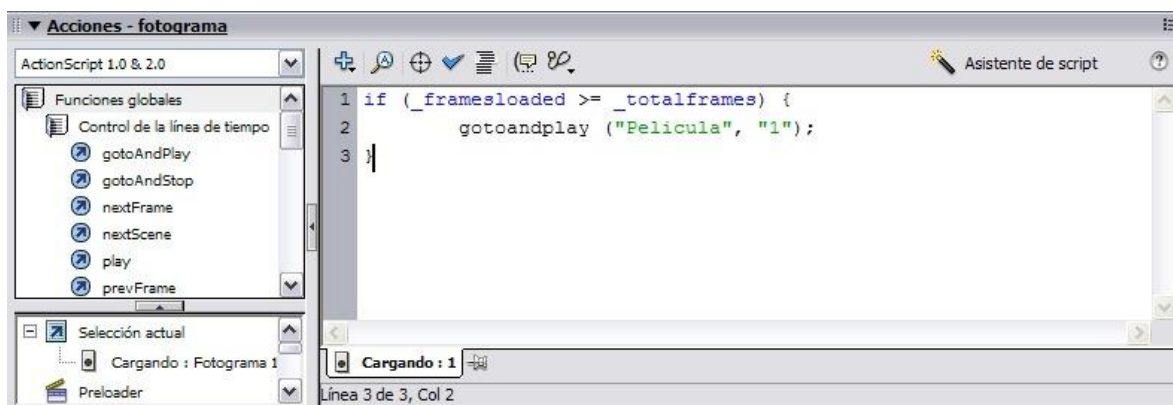 Acciones - fotograma
ActionScript 1.0 & 2.0
Funciones globales
Control de la línea de tiempo
gotoAndPlay
gotoAndStop
nextFrame
nextScene
play
prevFrame
Selección actual
Cargando : Fotograma 1
Preloader
Asistente de script
1 if (_framesloaded >= _totalframes) {
2 gotoandplay ("Pelicula", "1");
3 }
Cargando : 1
Línea 3 de 3, Col 2